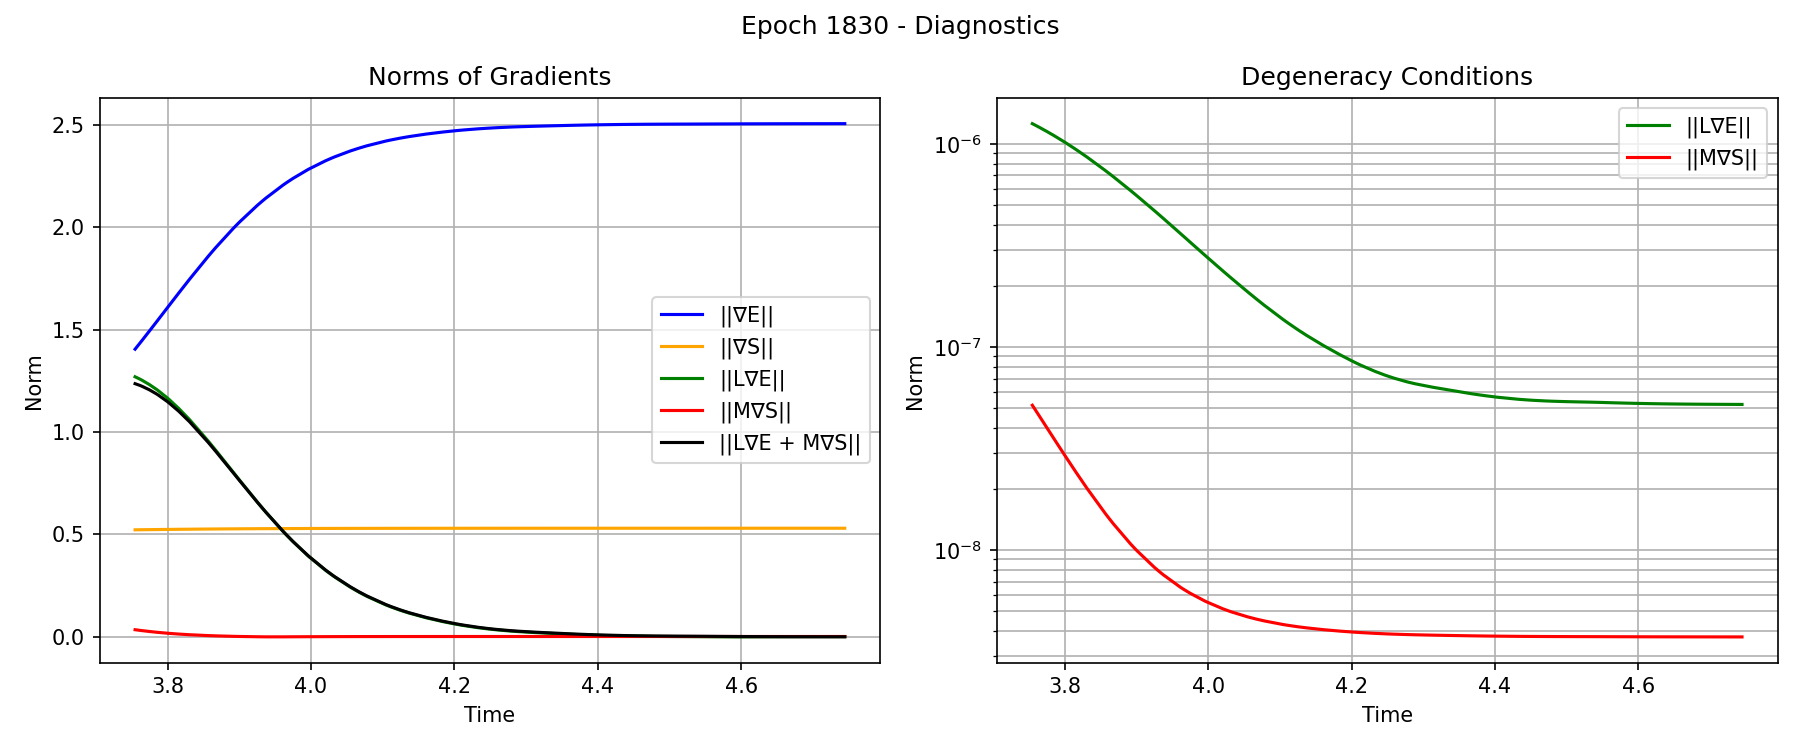 Epoch 1830 - Diagnostics
Norms of Gradients
Norm
2.5
2.0
1.5
1.0
0.5
0.0
||∇E||
||∇S||
||L∇E||
||M∇S||
||L∇E + M∇S||
3.8 4.0 4.2 4.4 4.6
Time
Degeneracy Conditions
Norm
10⁻⁶
10⁻⁷
10⁻⁸
||L∇E||
||M∇S||
3.8 4.0 4.2 4.4 4.6
Time